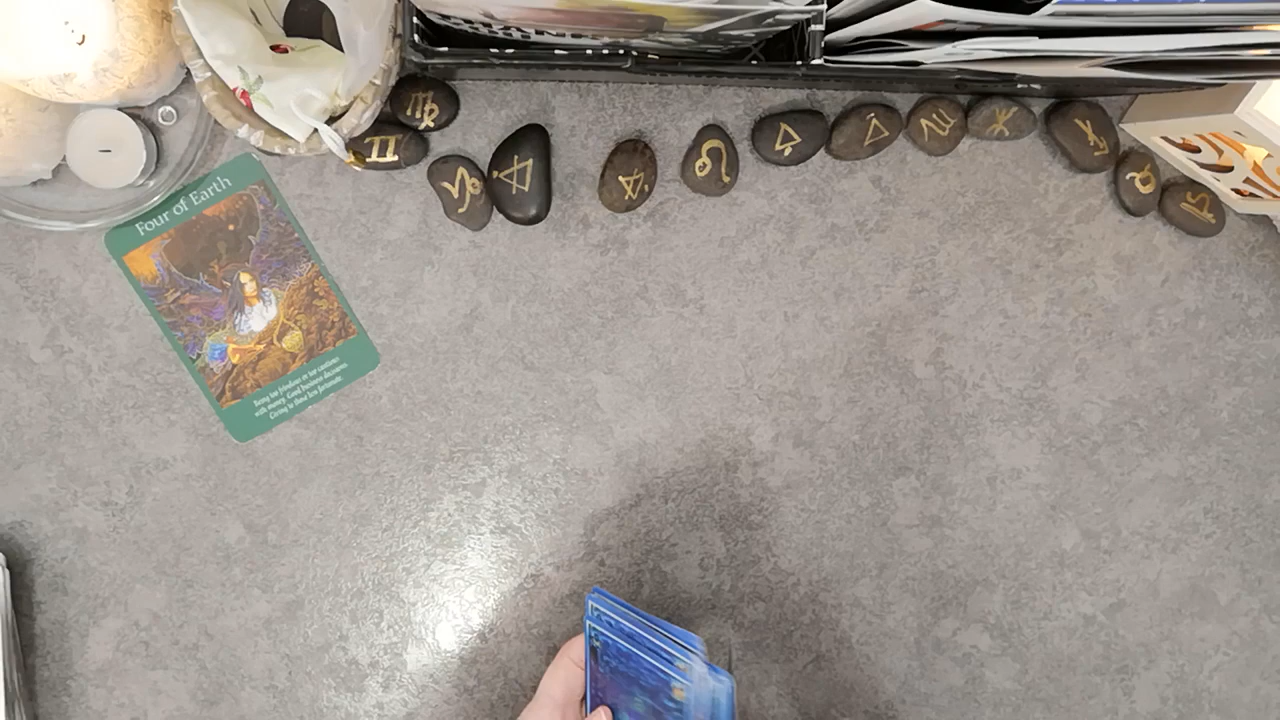 Four of Earth
Being too frivolous or too cautious
with money. Good business decisions.
Giving to those less fortunate.